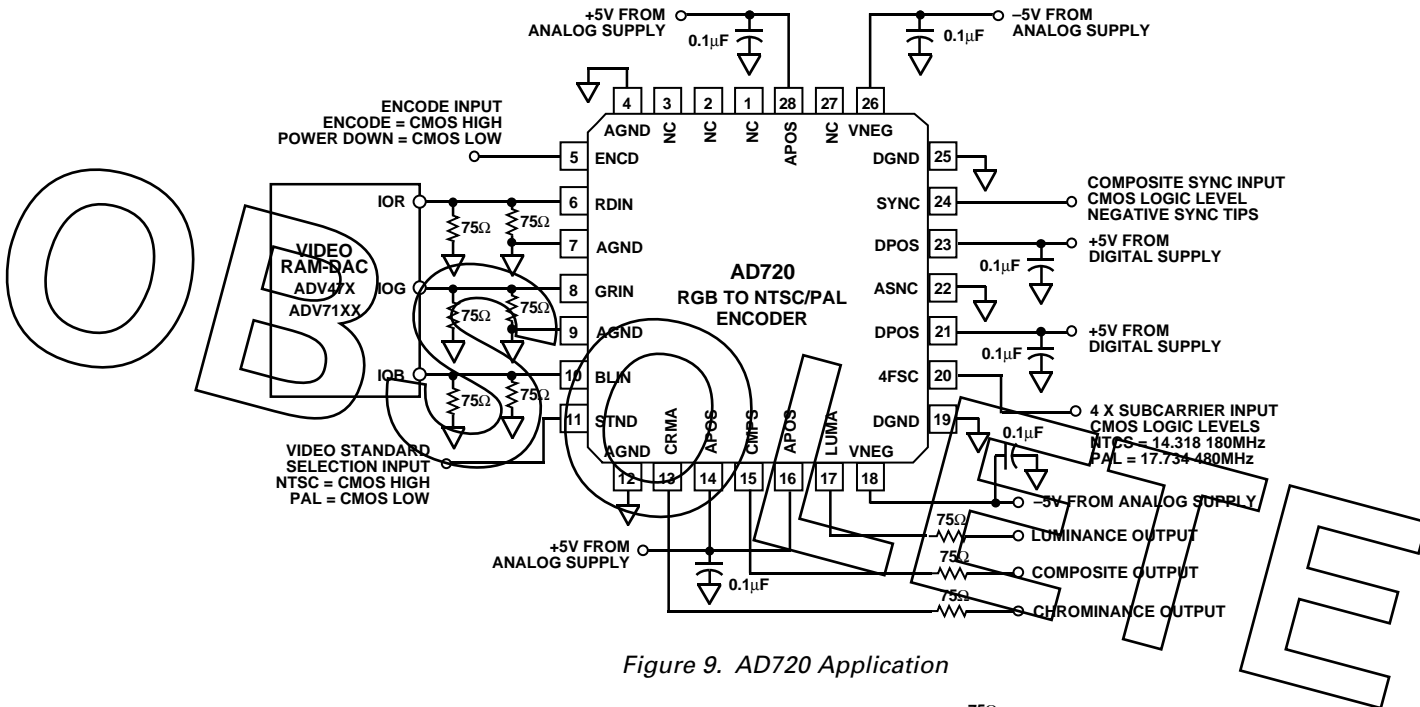 +5V FROM
ANALOG SUPPLY
0.1μF
–5V FROM
ANALOG SUPPLY
0.1μF
ENCODE INPUT
ENCODE = CMOS HIGH
POWER DOWN = CMOS LOW
4
3
2
1
28
27
26
AGND
NC
NC
NC
APOS
NC
VNEG
5
ENCD
DGND
25
IOR
75Ω
75Ω
6
RDIN
SYNC
24
COMPOSITE SYNC INPUT
CMOS LOGIC LEVEL
NEGATIVE SYNC TIPS
VIDEO
RAM-DAC
ADV47X
ADV71XX
7
AGND
DPOS
23
+5V FROM
DIGITAL SUPPLY
0.1μF
AD720
RGB TO NTSC/PAL
ENCODER
IOG
75Ω
75Ω
8
GRIN
ASNC
22
9
AGND
DPOS
21
+5V FROM
DIGITAL SUPPLY
0.1μF
IOB
75Ω
75Ω
10
BLIN
4FSC
20
4 X SUBCARRIER INPUT
CMOS LOGIC LEVELS
NTCS = 14.318 180MHz
PAL = 17.734 480MHz
11
STND
DGND
19
0.1μF
VIDEO STANDARD
SELECTION INPUT
NTSC = CMOS HIGH
PAL = CMOS LOW
AGND
CRMA
APOS
CMPS
APOS
LUMA
VNEG
12
13
14
15
16
17
18
–5V FROM ANALOG SUPPLY
75Ω
LUMINANCE OUTPUT
+5V FROM
ANALOG SUPPLY
0.1μF
75Ω
COMPOSITE OUTPUT
75Ω
CHROMINANCE OUTPUT
OBSOLETE
Figure 9. AD720 Application